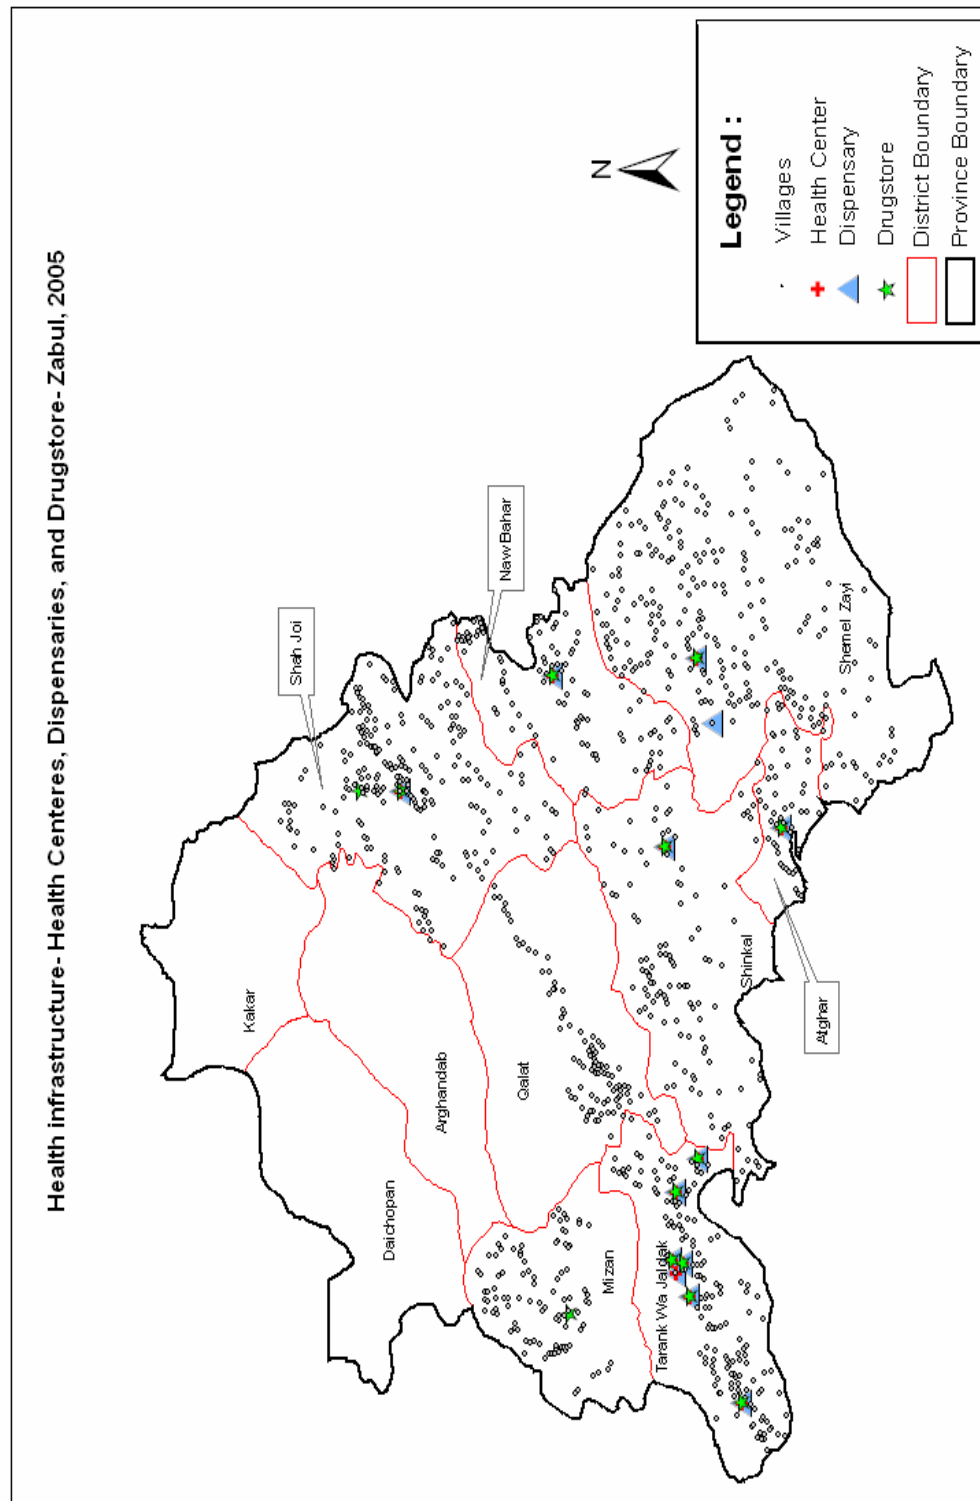 Health infrastructure- Health Centeres, Dispensaries, and Drugstore- Zabul, 2005
N
Kakar
Shah Joi
Daichopan
Arghandab
Naw Bahar
Qalat
Mizan
Tarank Wa Jaldak
Shinkal
Atghar
Shemel Zayi
Legend :
Villages
Health Center
Dispensary
Drugstore
District Boundary
Province Boundary